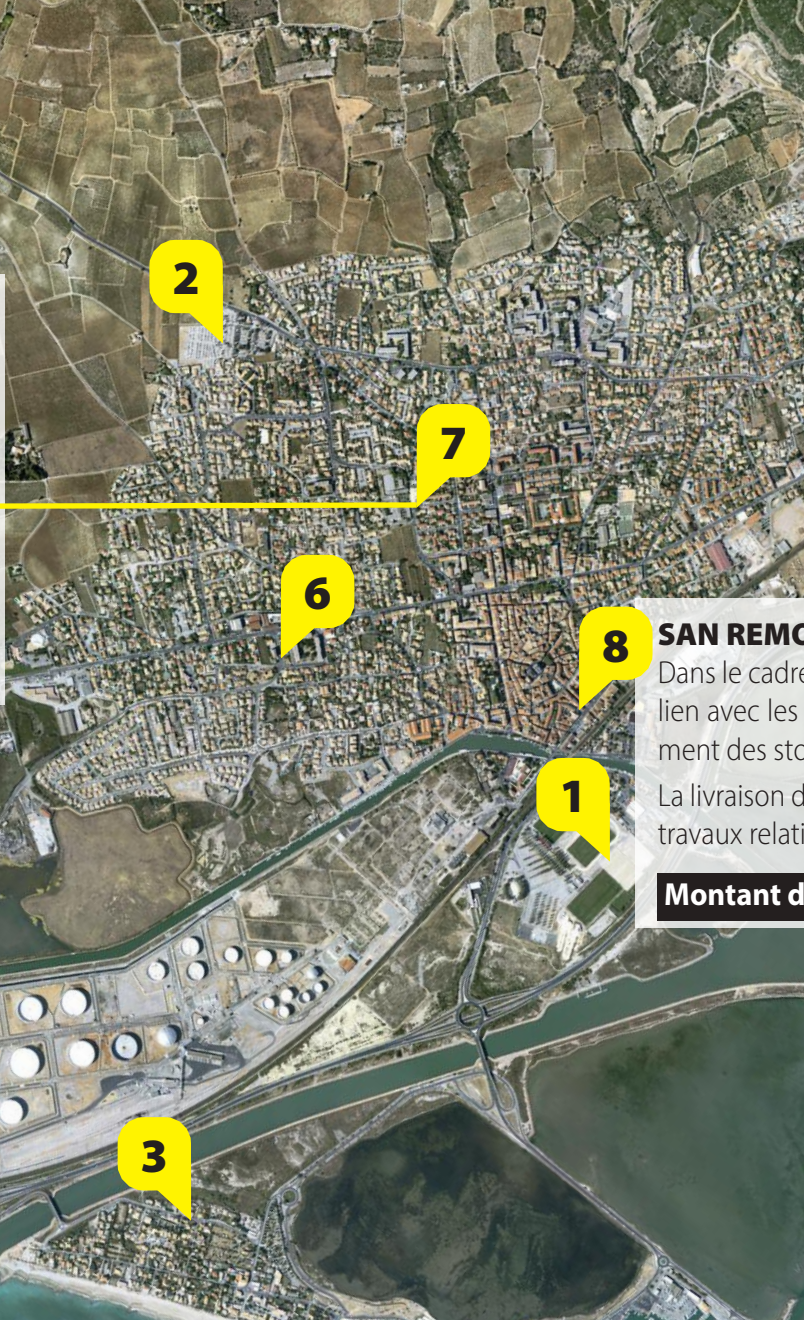 2
7
6
8
SAN REMO
Dans le cadre
lien avec les
ment des sto
1
La livraison d
travaux relati
Montant d
3